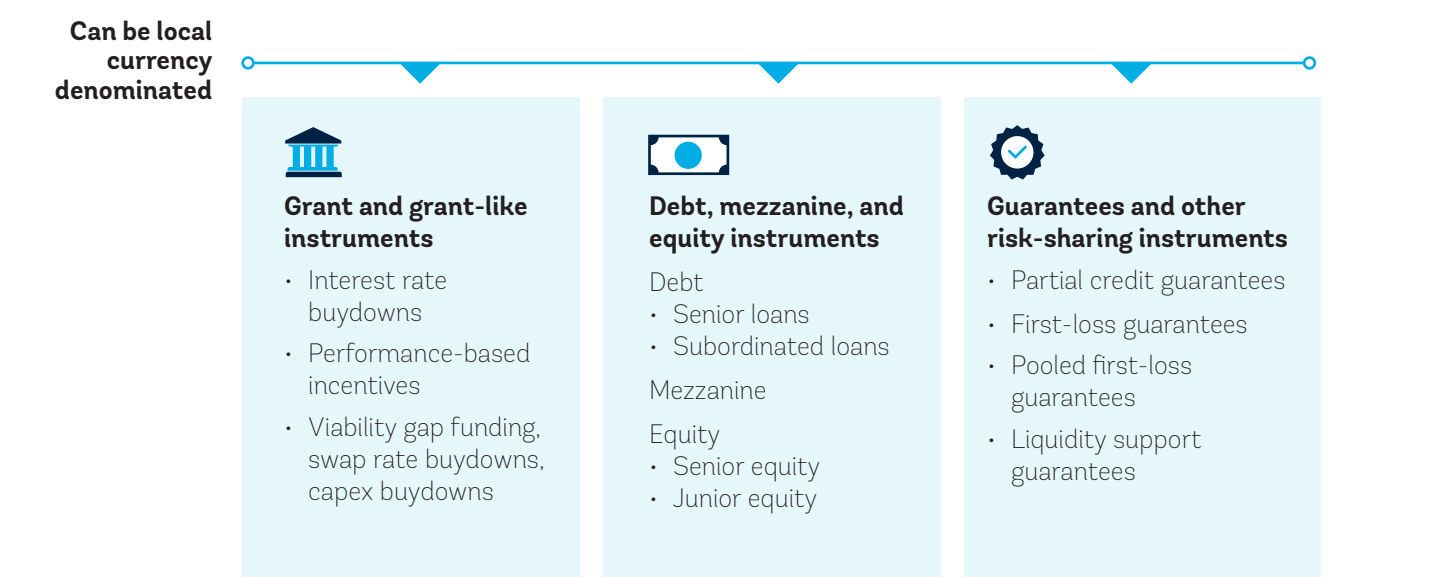 Can be local
currency
denominated
Grant and grant-like
instruments
• Interest rate
buydowns
• Performance-based
incentives
• Viability gap funding,
swap rate buydowns,
capex buydowns
Debt, mezzanine, and
equity instruments
Debt
• Senior loans
• Subordinated loans
Mezzanine
Equity
• Senior equity
• Junior equity
Guarantees and other
risk-sharing instruments
• Partial credit guarantees
• First-loss guarantees
• Pooled first-loss
guarantees
• Liquidity support
guarantees